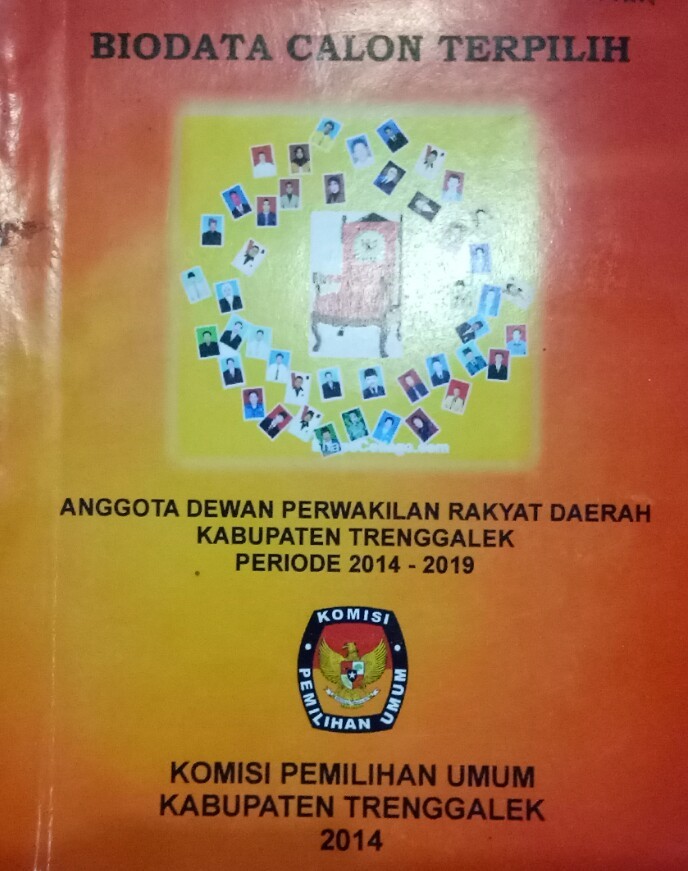 BIODATA CALON TERPILIH
ANGGOTA DEWAN PERWAKILAN RAKYAT DAERAH
KABUPATEN TRENGGALEK
PERIODE 2014 - 2019
KOMISI
PEMILIHAN UMUM
KOMISI PEMILIHAN UMUM
KABUPATEN TRENGGALEK
2014